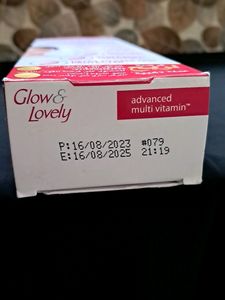 Glow &
Lovely
advanced
multi vitamin™
P:16/08/2023 #079
E:16/08/2025 21:19